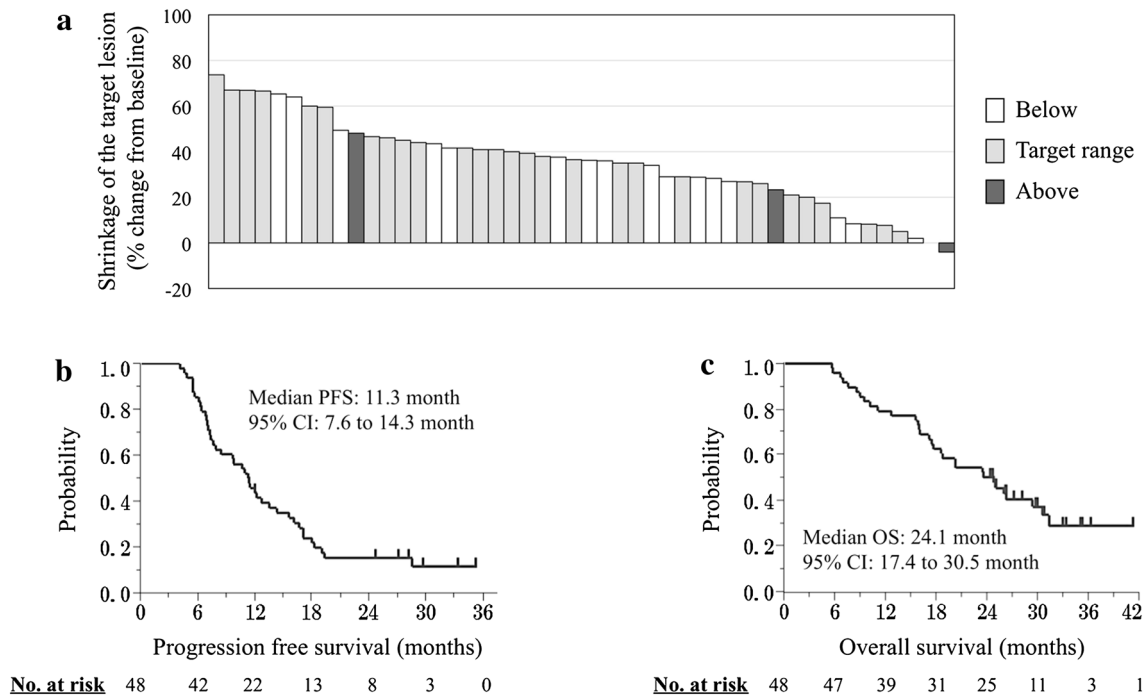 a
Shrinkage of the target lesion
(% change from baseline)
100
80
60
40
20
0
-20
Below
Target range
Above
b
Probability
1.0
0.8
0.6
0.4
0.2
0.0
Median PFS: 11.3 month
95% CI: 7.6 to 14.3 month
0 6 12 18 24 30 36
Progression free survival (months)
No. at risk 48 42 22 13 8 3 0
c
Probability
1.0
0.8
0.6
0.4
0.2
0.0
Median OS: 24.1 month
95% CI: 17.4 to 30.5 month
0 6 12 18 24 30 36 42
Overall survival (months)
No. at risk 48 47 39 31 25 11 3 1